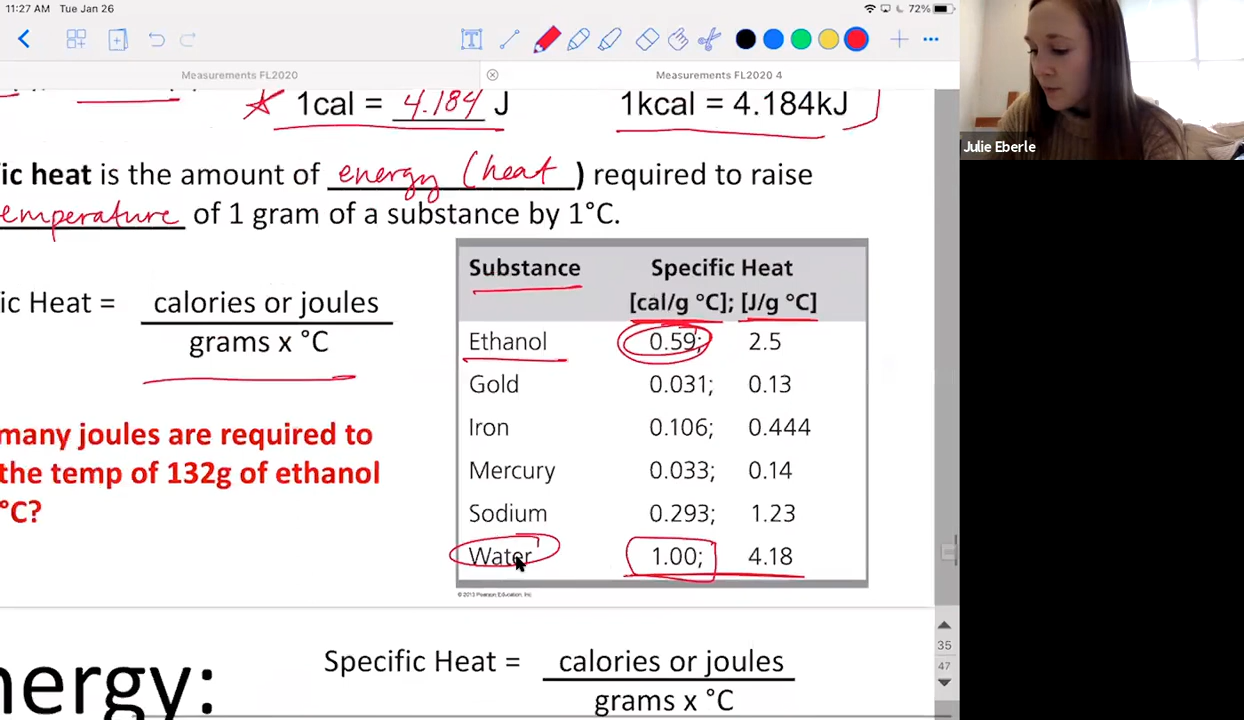 11:27 AM Tue Jan 26
72%
Measurements FL2020
Measurements FL2020 4
1cal = 4.184 J
1kcal = 4.184kJ
Julie Eberle
ic heat is the amount of energy (heat) required to raise
emperature of 1 gram of a substance by 1°C.
ic Heat = calories or joules
grams x °C
Substance Specific Heat
[cal/g °C]; [J/g °C]
Ethanol 0.59; 2.5
Gold 0.031; 0.13
Iron 0.106; 0.444
Mercury 0.033; 0.14
Sodium 0.293; 1.23
Water 1.00; 4.18
© 2013 Pearson Education, Inc.
many joules are required to
the temp of 132g of ethanol
°C?
35
47
nergy:
Specific Heat = calories or joules
grams x °C